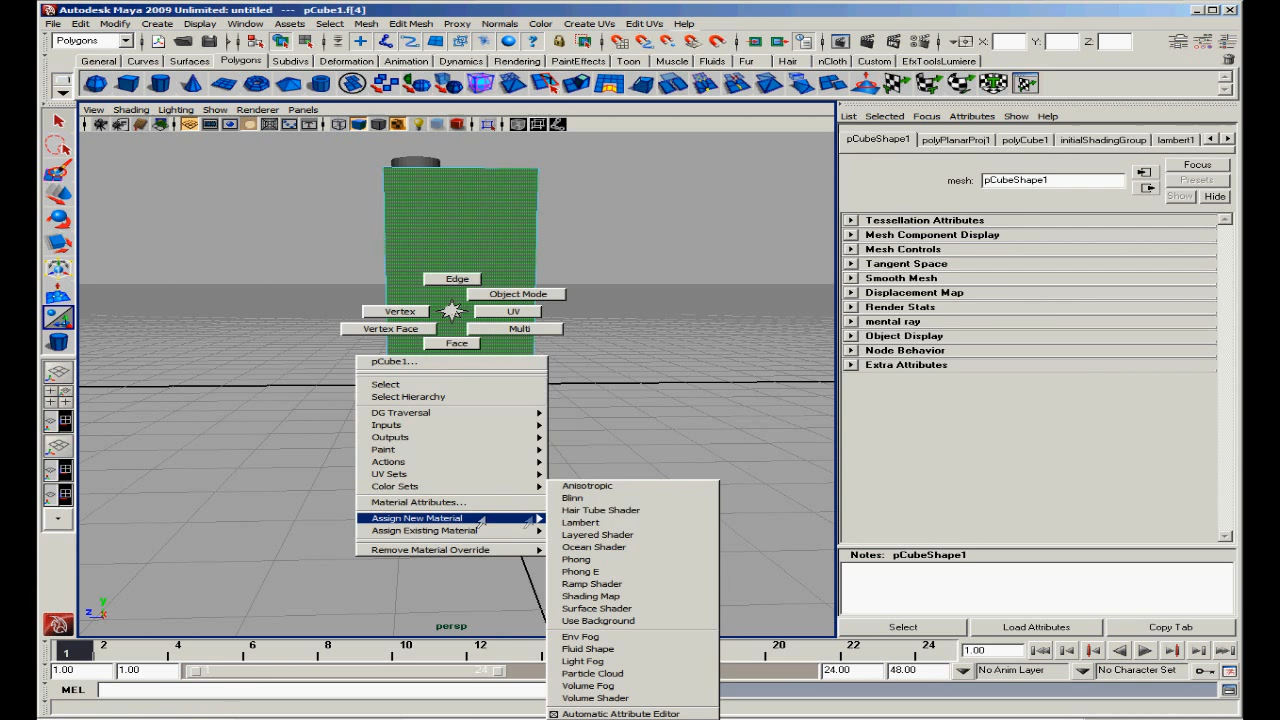 Autodesk Maya 2009 Unlimited: untitled --- pCube1.f[4]
File Edit Modify Create Display Window Assets Select Mesh Edit Mesh Proxy Normals Color Create UVs Edit UVs Help
Polygons X: Y: Z:
General Curves Surfaces Polygons Subdivs Deformation Animation Dynamics Rendering PaintEffects Toon Muscle Fluids Fur Hair nCloth Custom EfxToolsLumiere
View Shading Lighting Show Renderer Panels
List Selected Focus Attributes Show Help
pCubeShape1 polyPlanarProj1 polyCube1 initialShadingGroup lambert1
Focus
mesh: pCubeShape1
Presets
Show Hide
Tessellation Attributes
Mesh Component Display
Mesh Controls
Tangent Space
Smooth Mesh
Displacement Map
Render Stats
mental ray
Object Display
Node Behavior
Extra Attributes
Edge
Object Mode
Vertex UV
Vertex Face Multi
Face
pCube1...
Select
Select Hierarchy
DG Traversal
Inputs
Outputs
Paint
Actions
UV Sets
Color Sets
Material Attributes...
Assign New Material
Assign Existing Material
Remove Material Override
Anisotropic
Blinn
Hair Tube Shader
Lambert
Layered Shader
Ocean Shader
Phong
Phong E
Ramp Shader
Shading Map
Surface Shader
Use Background
Env Fog
Fluid Shape
Light Fog
Particle Cloud
Volume Fog
Volume Shader
Automatic Attribute Editor
Notes: pCubeShape1
Select Load Attributes Copy Tab
y
z x
persp
1 2 4 6 8 10 12 20 22 24 1.00
1.00 1.00 1 24 24.00 48.00 No Anim Layer No Character Set
MEL